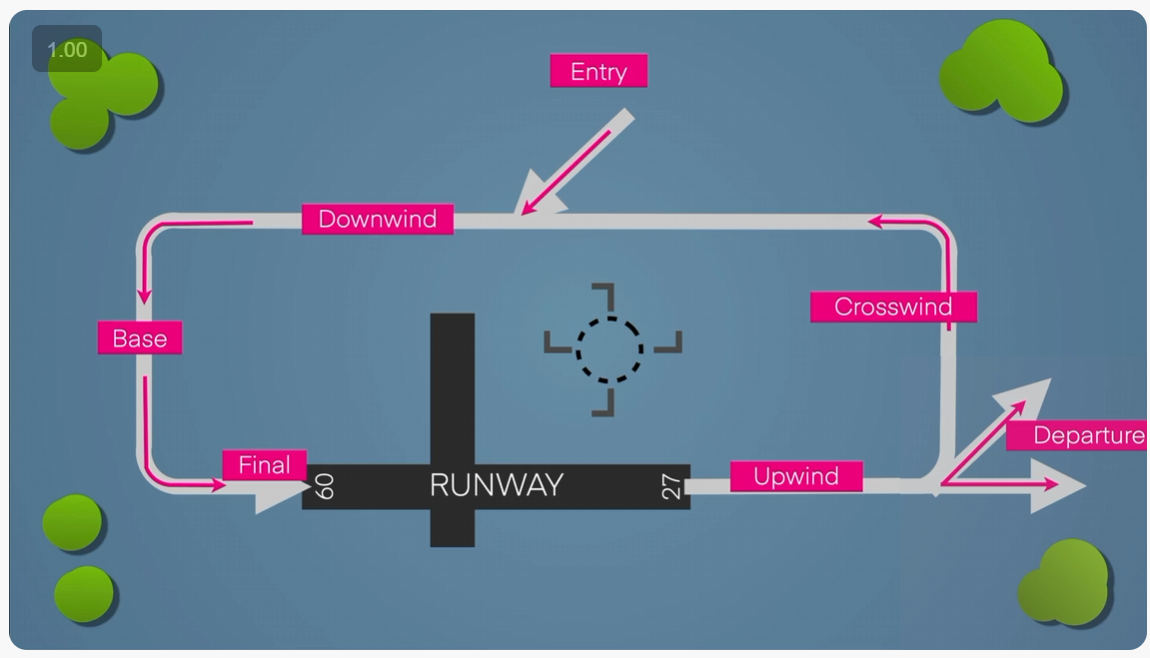 1.00
Entry
Downwind
Crosswind
Base
Departure
Final
09
RUNWAY
27
Upwind